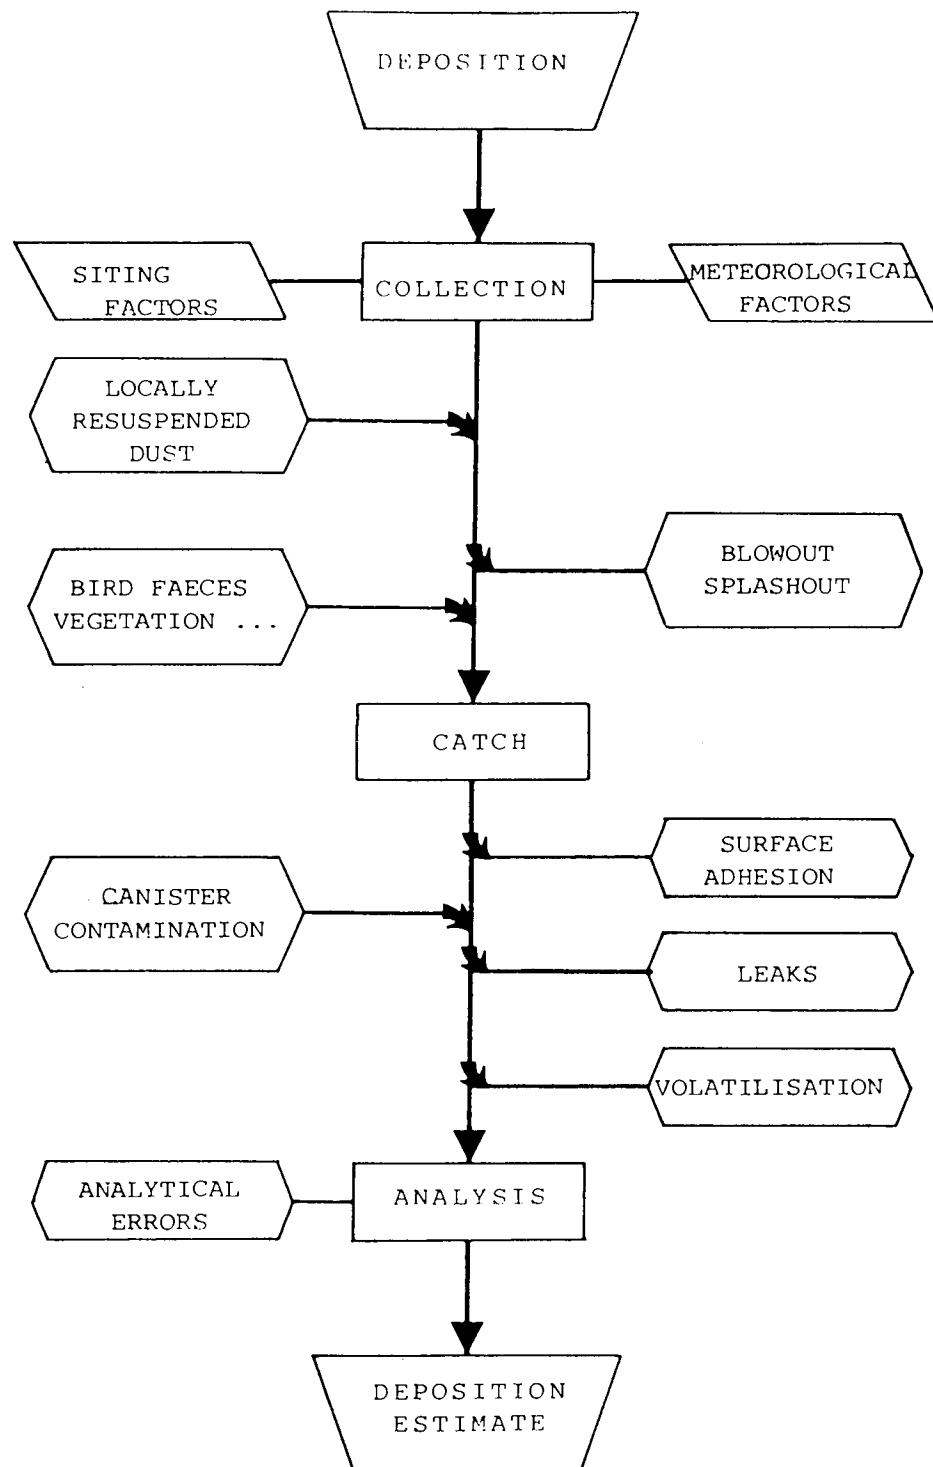 DEPOSITION
SITING
FACTORS
COLLECTION
METEOROLOGICAL
FACTORS
LOCALLY
RESUSPENDED
DUST
BLOWOUT
SPLASHOUT
BIRD FAECES
VEGETATION ...
CATCH
SURFACE
ADHESION
CANISTER
CONTAMINATION
LEAKS
VOLATILISATION
ANALYTICAL
ERRORS
ANALYSIS
DEPOSITION
ESTIMATE